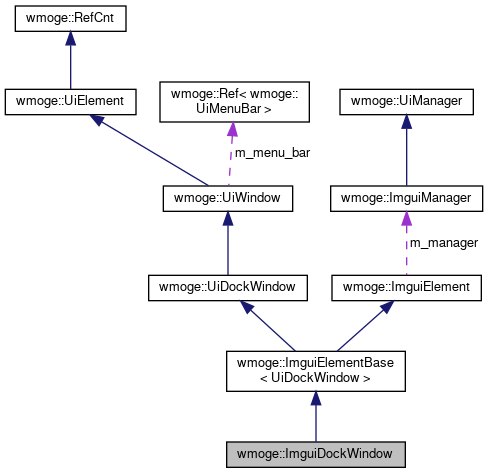 wmoge::RefCnt
wmoge::UiElement
wmoge::Ref< wmoge::
UiMenuBar >
wmoge::UiManager
m_menu_bar
wmoge::UiWindow
wmoge::ImguiManager
m_manager
wmoge::UiDockWindow
wmoge::ImguiElement
wmoge::ImguiElementBase
< UiDockWindow >
wmoge::ImguiDockWindow